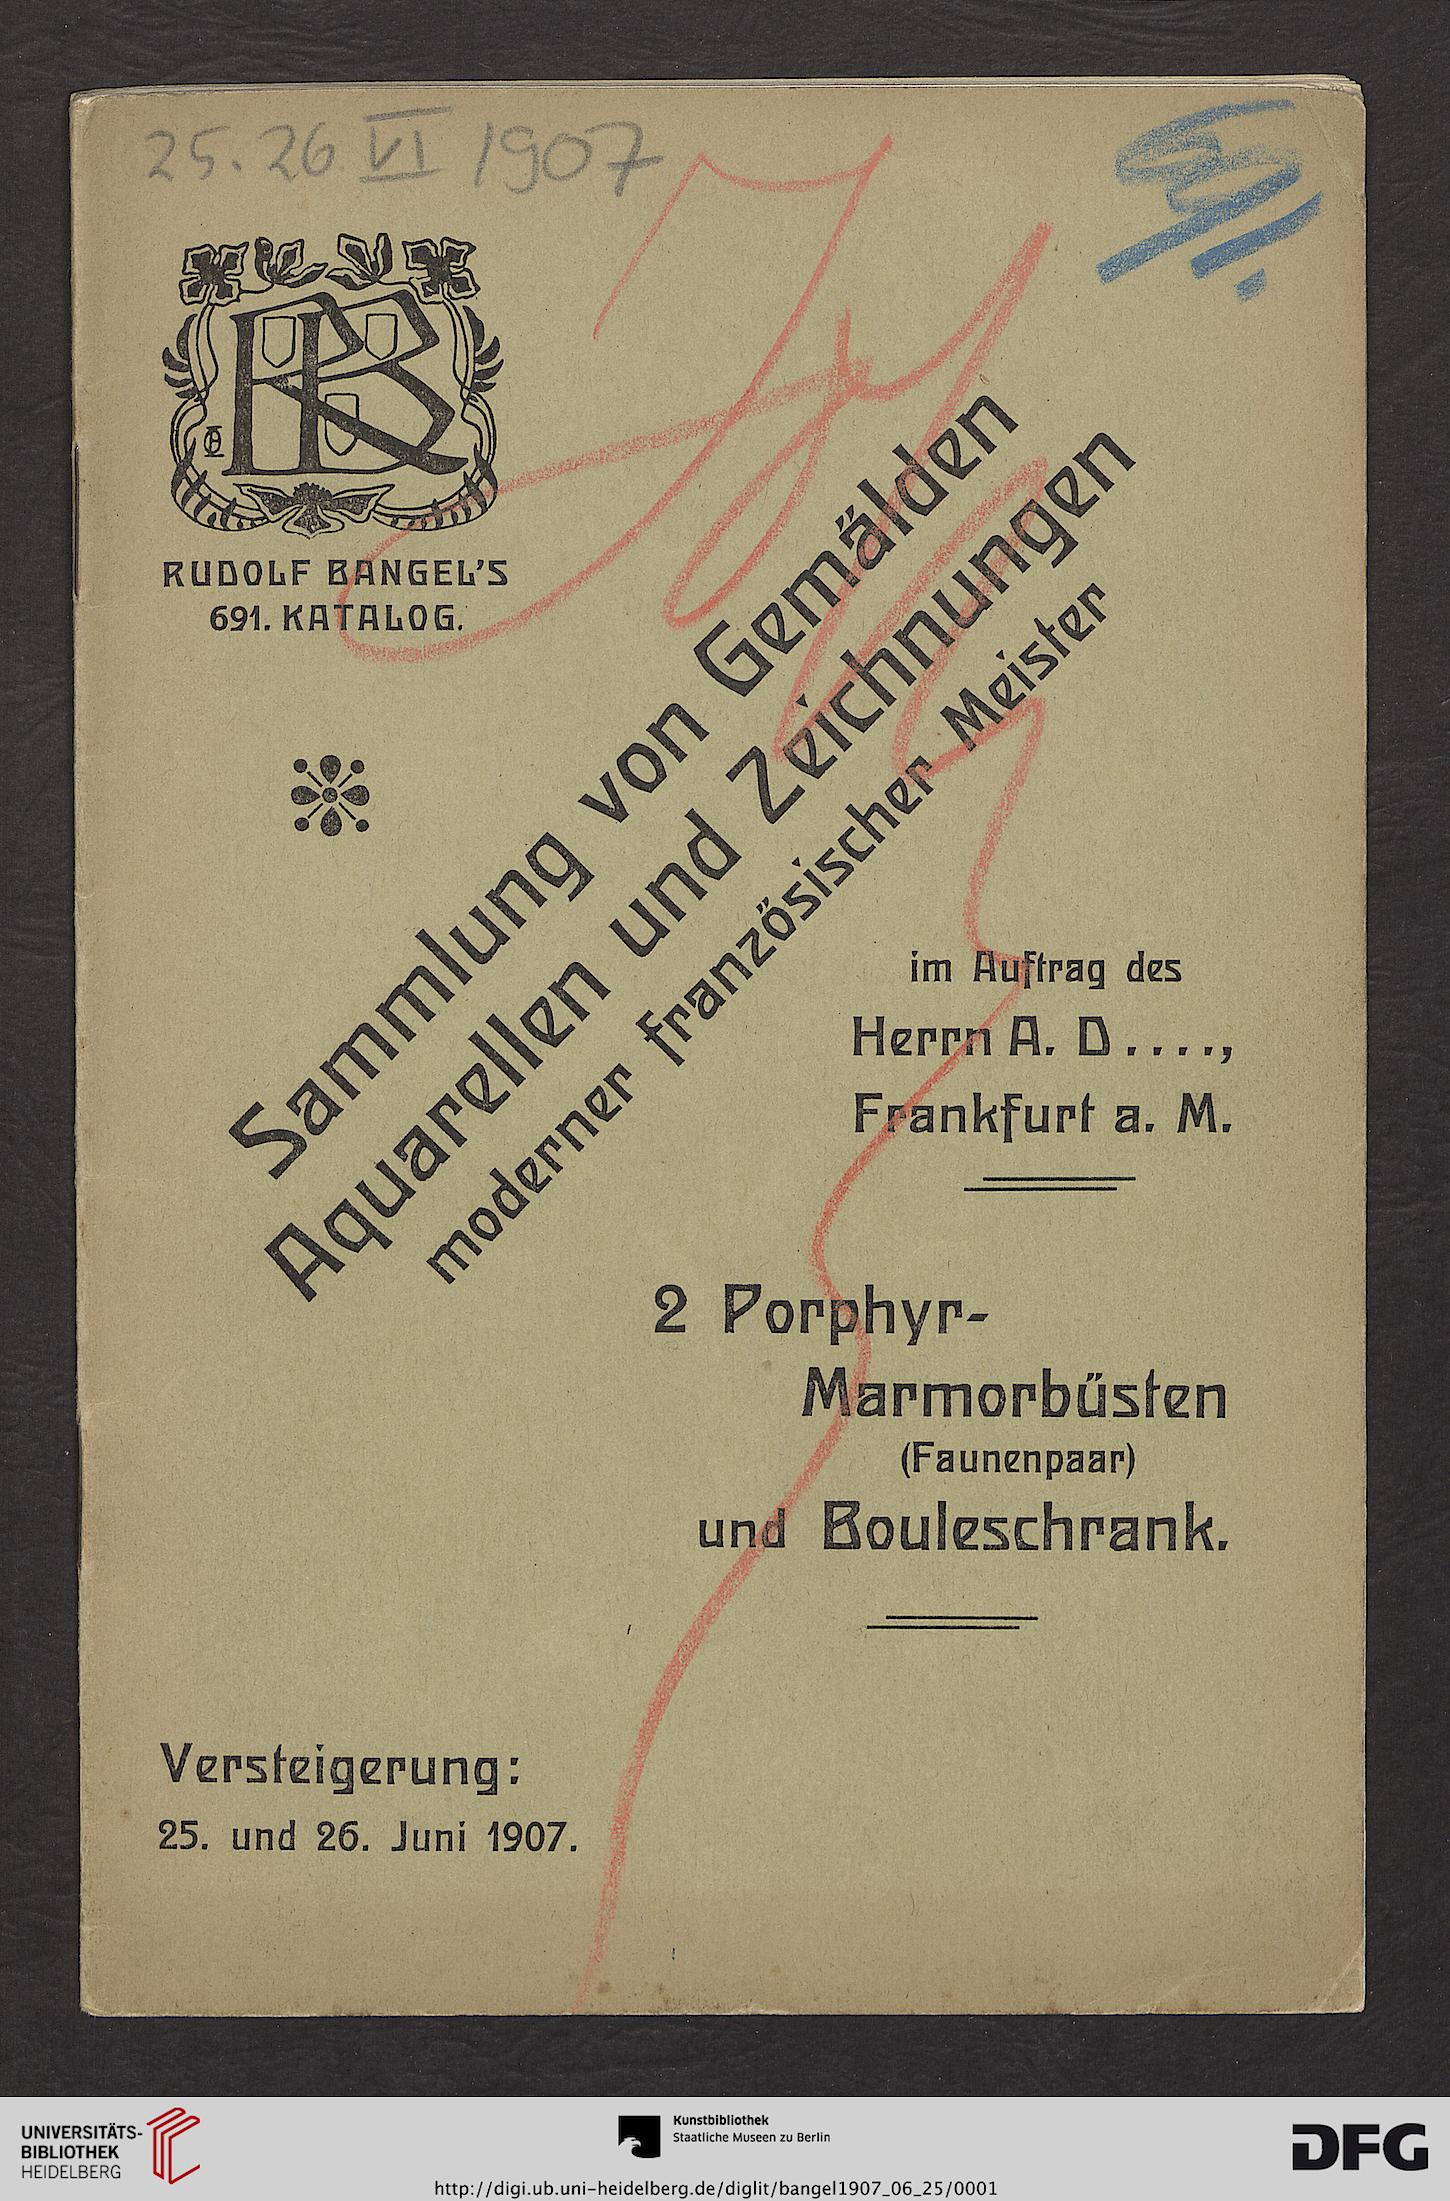 25. 26. VI 1907
RUDOLF BANGEL'S
691. KATALOG.
Sammlung von Gemälden
Aquarellen und Zeichnungen
moderner französischer Meister
im Auftrag des
Herrn A. D....,
Frankfurt a. M.
2 Porphyr-
Marmorbüsten
(Faunenpaar)
und Bouleschrank.
Versteigerung:
25. und 26. Juni 1907.
UNIVERSITÄTS-
BIBLIOTHEK
HEIDELBERG
Kunstbibliothek
Staatliche Museen zu Berlin
DFG
http://digi.ub.uni-heidelberg.de/diglit/bangel1907_06_25/0001